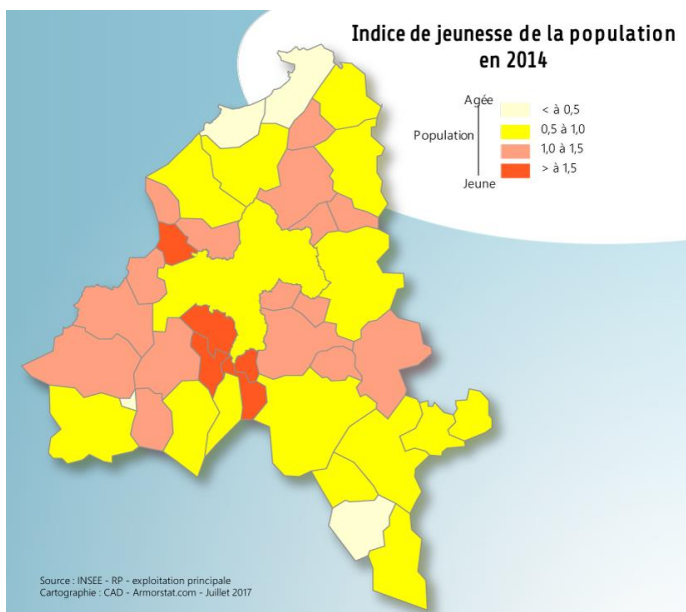 Indice de jeunesse de la population
en 2014
Agée
Population
Jeune
< à 0,5
0,5 à 1,0
1,0 à 1,5
> à 1,5
Source : INSEE - RP - exploitation principale
Cartographie : CAD - Armorstat.com - Juillet 2017